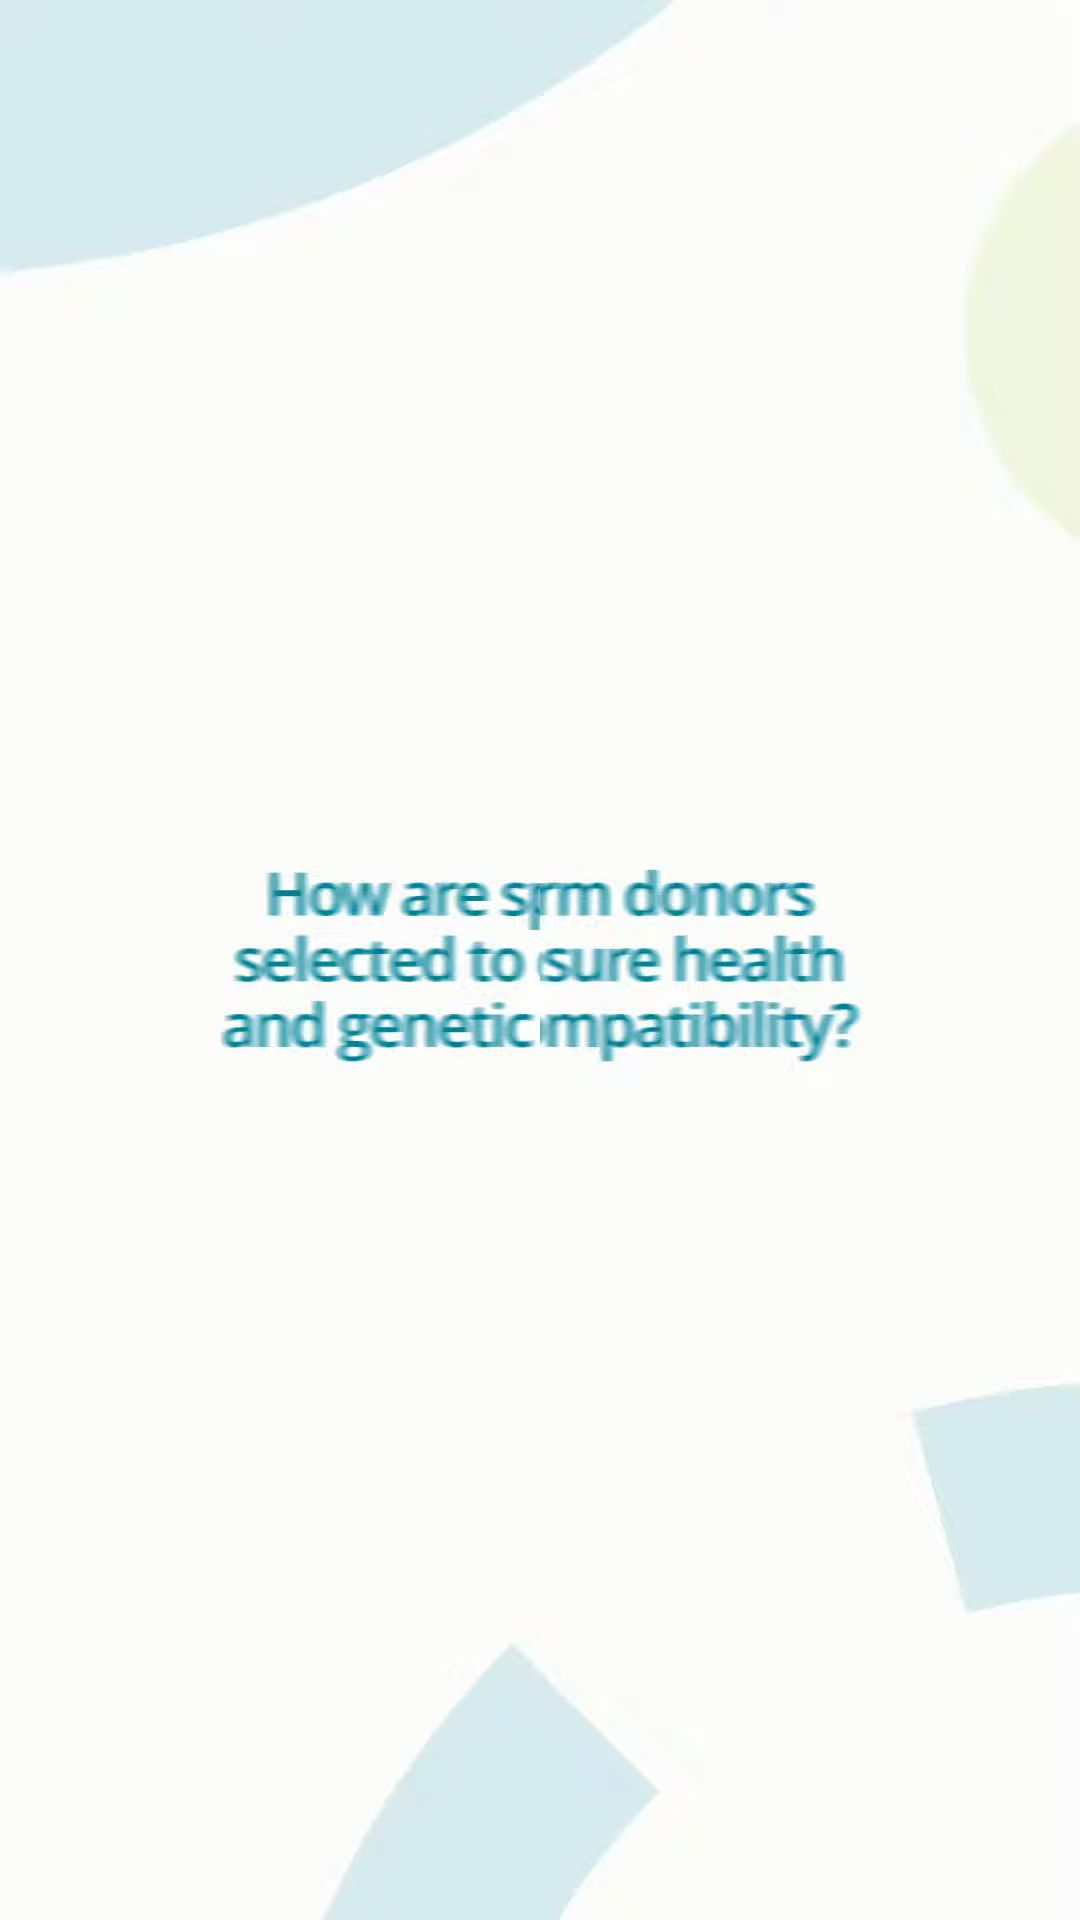 How are sprm donors
selected to sure health
and genetic mpatibility?